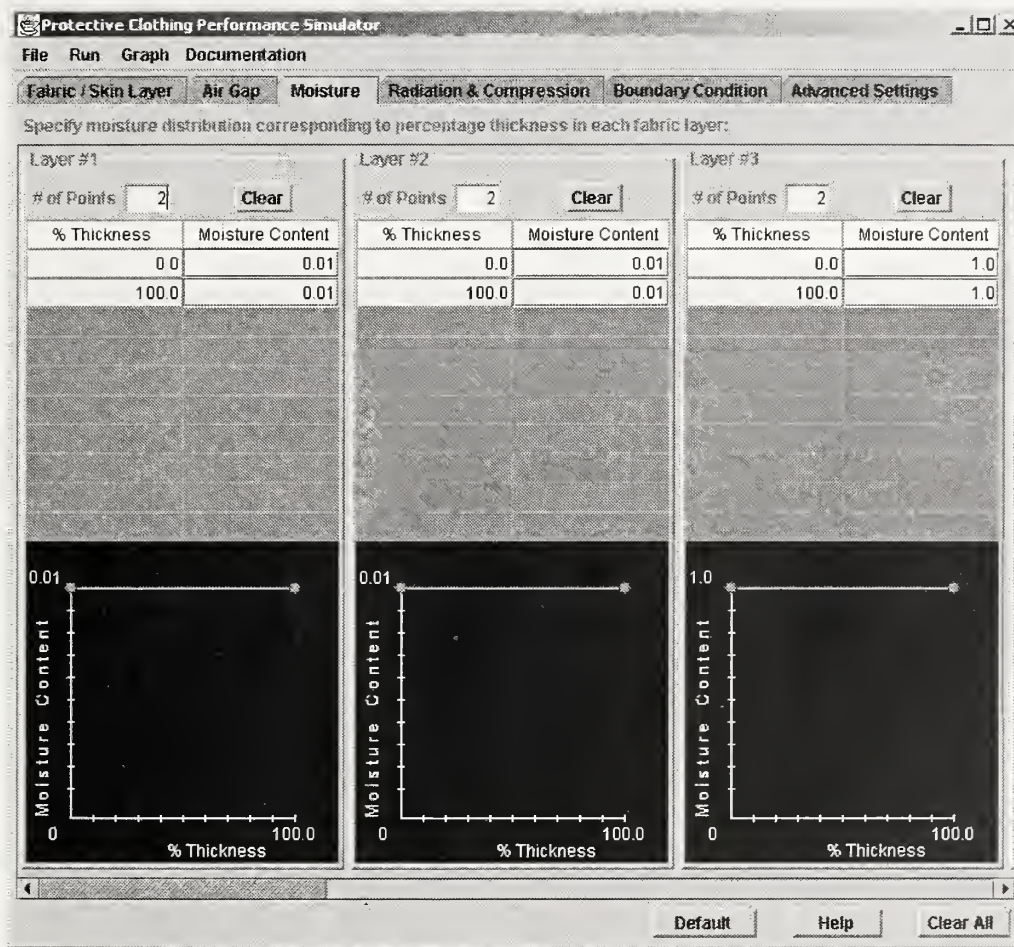 Protective Clothing Performance Simulator
File Run Graph Documentation
Fabric / Skin Layer Air Gap Moisture Radiation & Compression Boundary Condition Advanced Settings
Specify moisture distribution corresponding to percentage thickness in each fabric layer:
Layer #1 Layer #2 Layer #3
# of Points 2 Clear # of Points 2 Clear # of Points 2 Clear
% Thickness Moisture Content % Thickness Moisture Content % Thickness Moisture Content
0.0 0.01 0.0 0.01 0.0 1.0
100.0 0.01 100.0 0.01 100.0 1.0
0.01 0.01 1.0
Moisture Content Moisture Content Moisture Content
0 100.0 0 100.0 0 100.0
% Thickness % Thickness % Thickness
Default Help Clear All